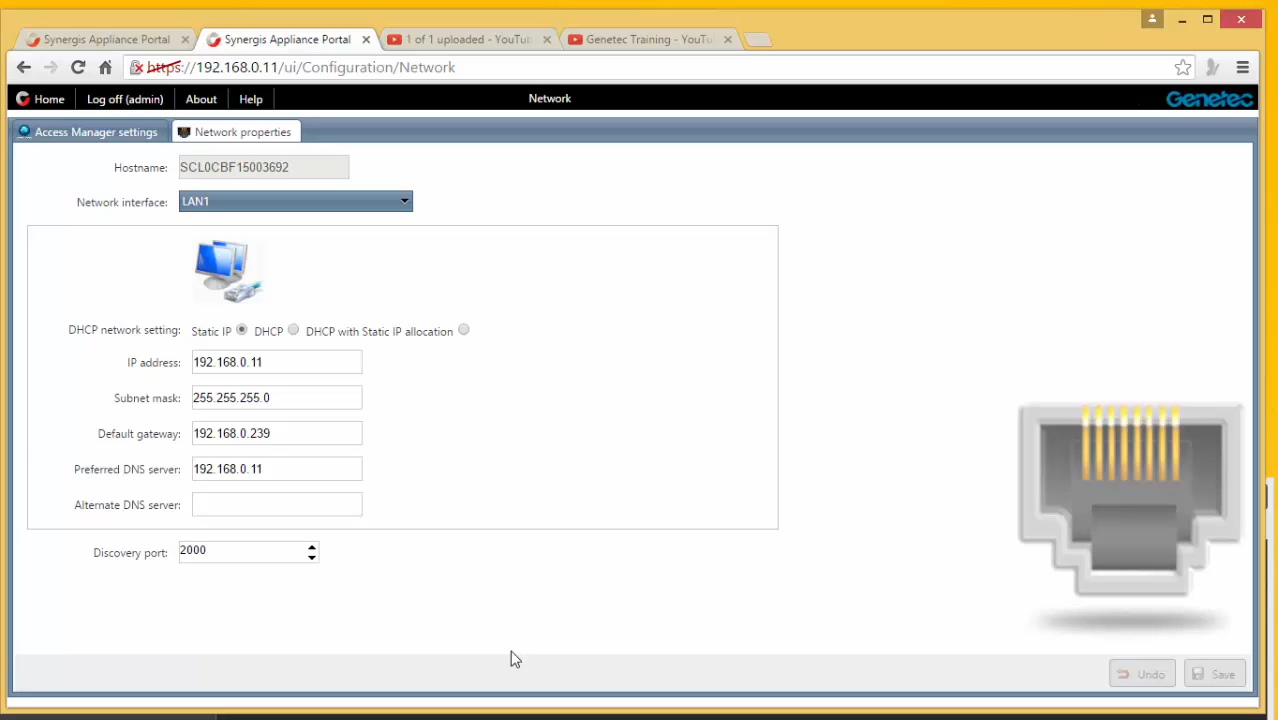 Synergis Appliance Portal
Synergis Appliance Portal
1 of 1 uploaded - YouTu
Genetec Training - YouTu
https://192.168.0.11/ui/Configuration/Network
Home
Log off (admin)
About
Help
Network
Genetec
Access Manager settings
Network properties
Hostname: SCL0CBF15003692
Network interface: LAN1
DHCP network setting: Static IP DHCP DHCP with Static IP allocation
IP address: 192.168.0.11
Subnet mask: 255.255.255.0
Default gateway: 192.168.0.239
Preferred DNS server: 192.168.0.11
Alternate DNS server:
Discovery port: 2000
Undo
Save